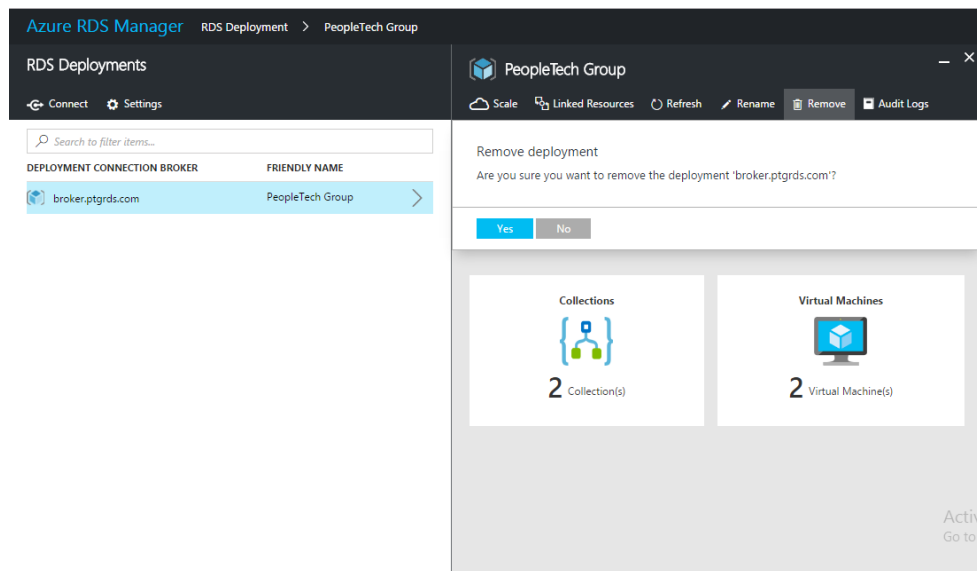 Azure RDS Manager RDS Deployment > PeopleTech Group
RDS Deployments
Connect Settings
Search to filter items...
DEPLOYMENT CONNECTION BROKER FRIENDLY NAME
broker.ptgrds.com PeopleTech Group
PeopleTech Group
Scale Linked Resources Refresh Rename Remove Audit Logs
Remove deployment
Are you sure you want to remove the deployment 'broker.ptgrds.com'?
Yes No
Collections Virtual Machines
2 Collection(s) 2 Virtual Machine(s)
Go to